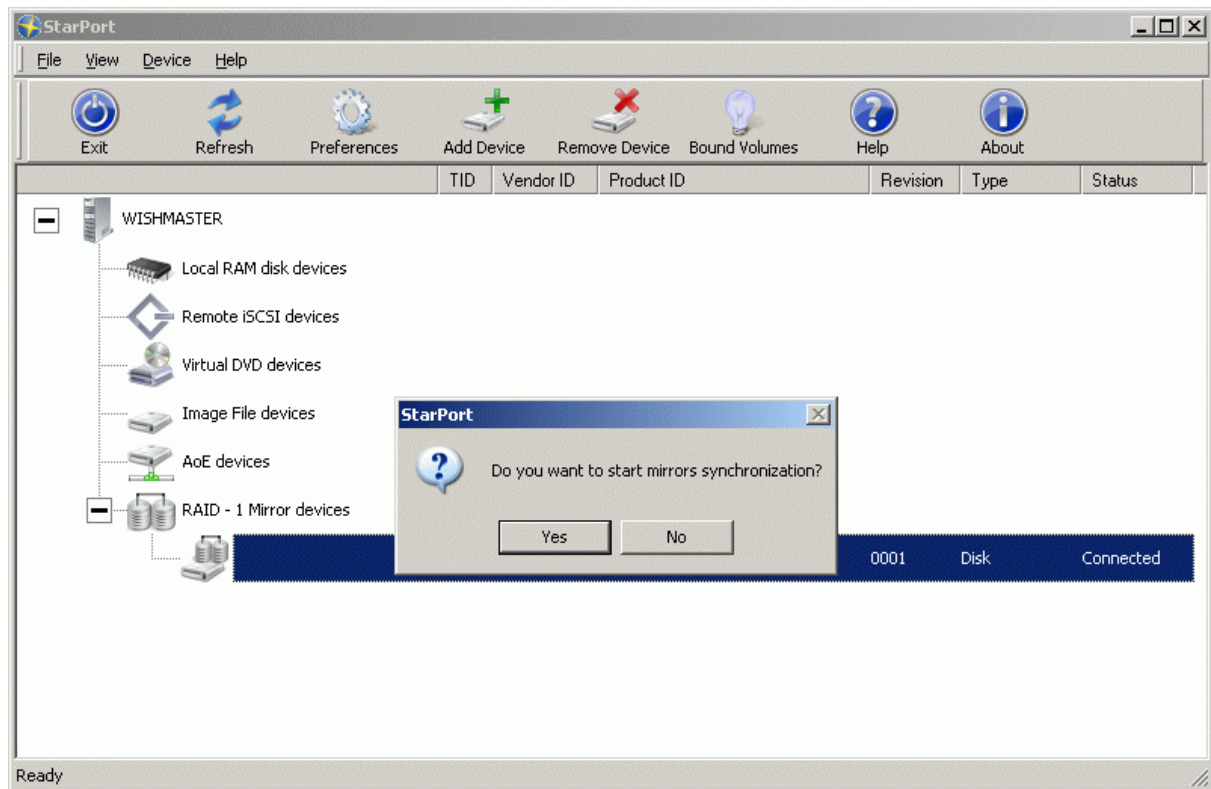 StarPort
File View Device Help
Exit Refresh Preferences Add Device Remove Device Bound Volumes Help About
TID Vendor ID Product ID Revision Type Status
WISHMASTER
Local RAM disk devices
Remote iSCSI devices
Virtual DVD devices
Image File devices
AoE devices
RAID - 1 Mirror devices
0001 Disk Connected
StarPort
Do you want to start mirrors synchronization?
Yes No
Ready